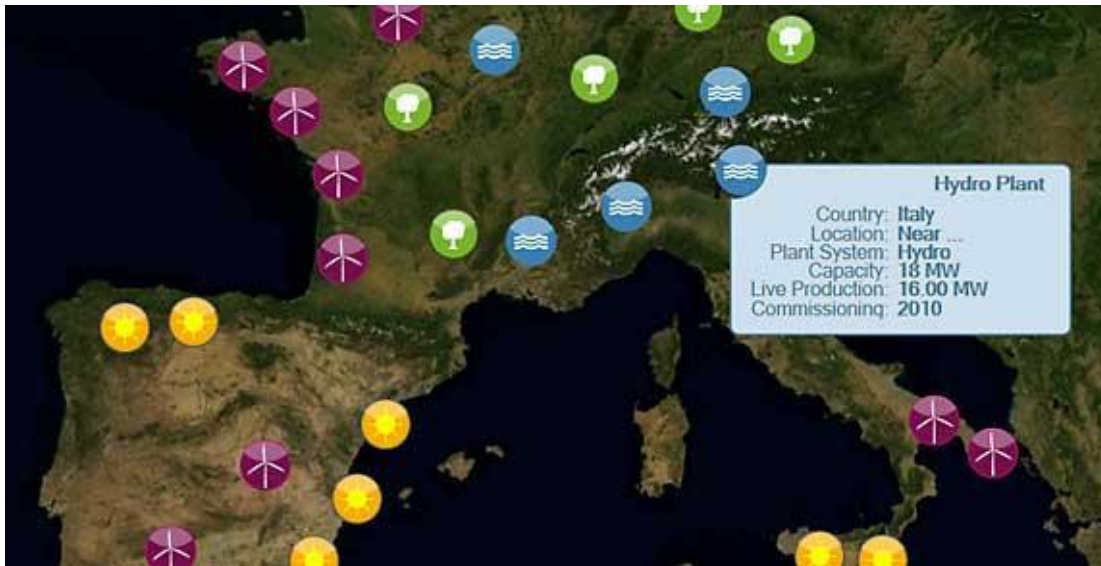 Hydro Plant
Country: Italy
Location: Near ...
Plant System: Hydro
Capacity: 18 MW
Live Production: 16.00 MW
Commissioning: 2010